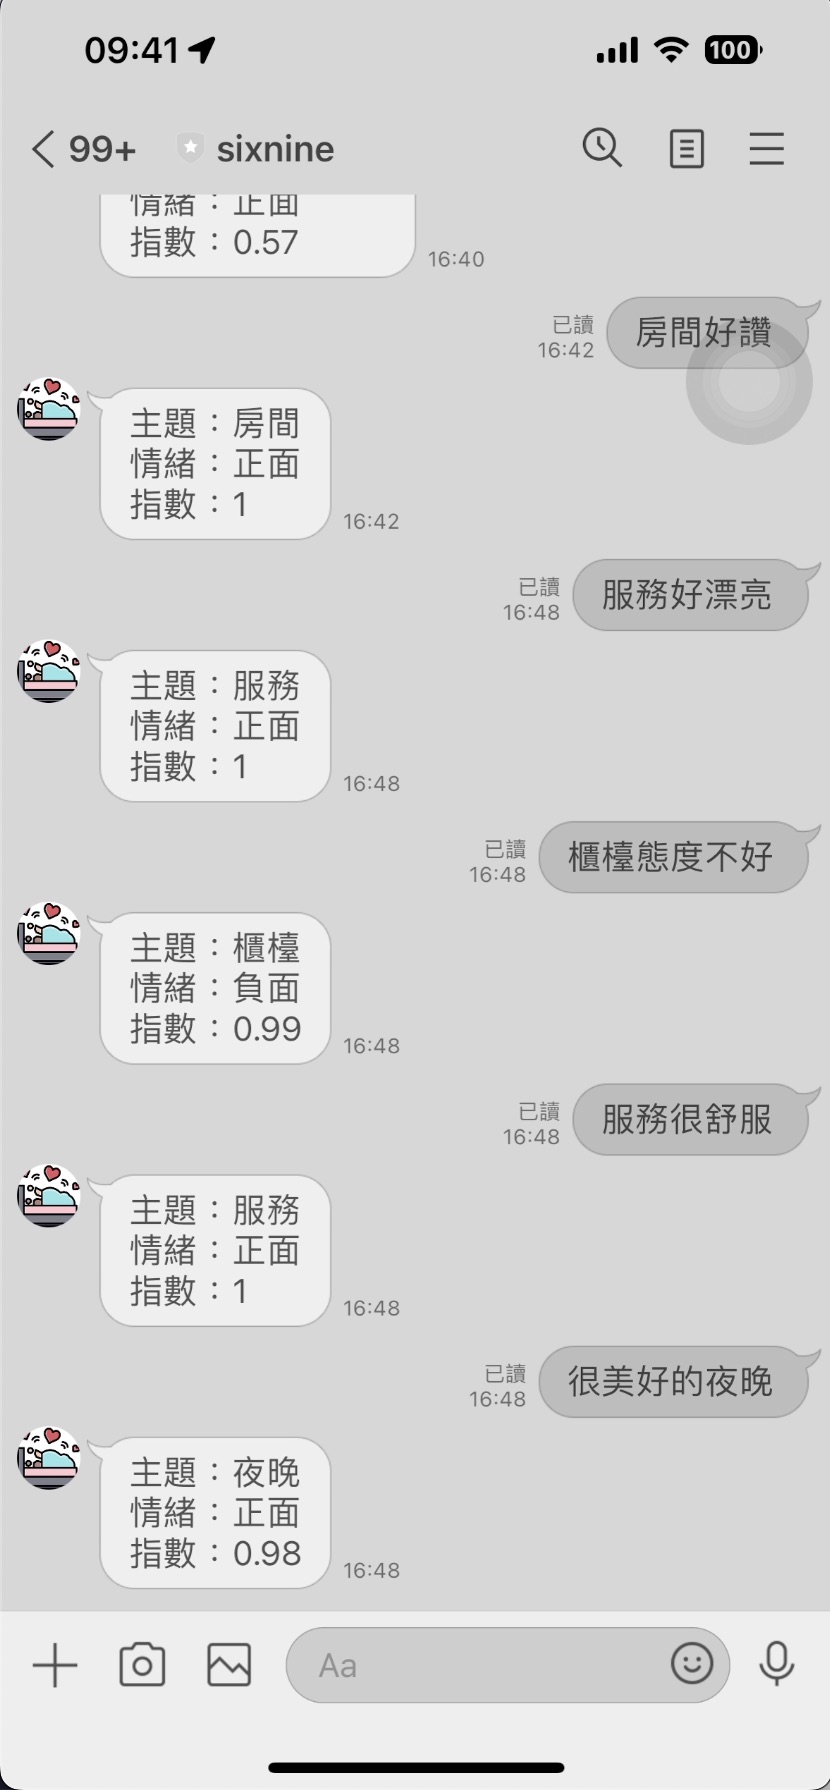 09:41
100
99+ sixnine
情緒：正面
指數：0.57
16:40
已讀
16:42
房間好讚
主題：房間
情緒：正面
指數：1
16:42
已讀
16:48
服務好漂亮
主題：服務
情緒：正面
指數：1
16:48
已讀
16:48
櫃檯態度不好
主題：櫃檯
情緒：負面
指數：0.99
16:48
已讀
16:48
服務很舒服
主題：服務
情緒：正面
指數：1
16:48
已讀
16:48
很美好的夜晚
主題：夜晚
情緒：正面
指數：0.98
16:48
Aa